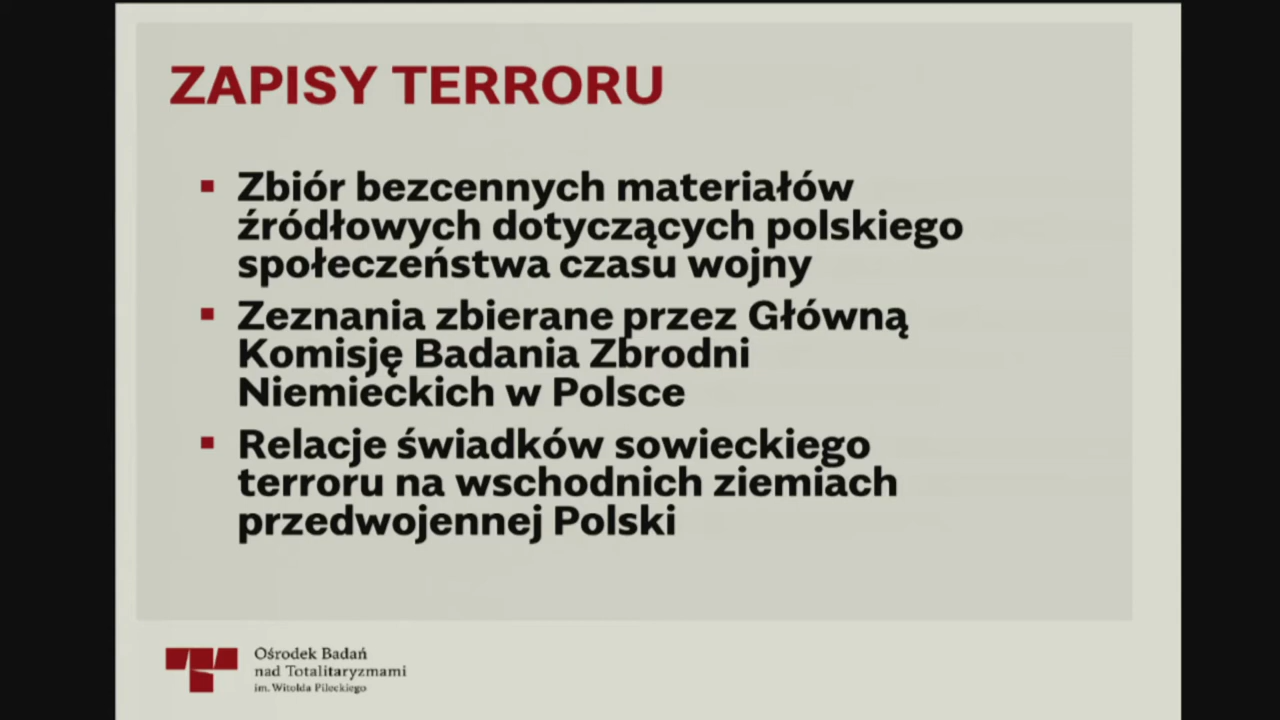 ZAPISY TERRORU
Zbiór bezcennych materiałów
źródłowych dotyczących polskiego
społeczeństwa czasu wojny
Zeznania zbierane przez Główną
Komisję Badania Zbrodni
Niemieckich w Polsce
Relacje świadków sowieckiego
terroru na wschodnich ziemiach
przedwojennej Polski
Ośrodek Badań
nad Totalitaryzmami
im. Witolda Pileckiego